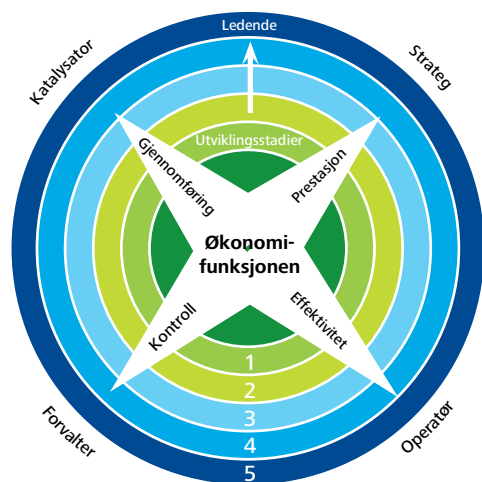 Ledende
Katalysator
Strateg
Utviklingsstadier
Gjennomføring
Prestasjon
Økonomi-
funksjonen
Kontroll
Effektivitet
1
2
3
4
5
Forvalter
Operatør